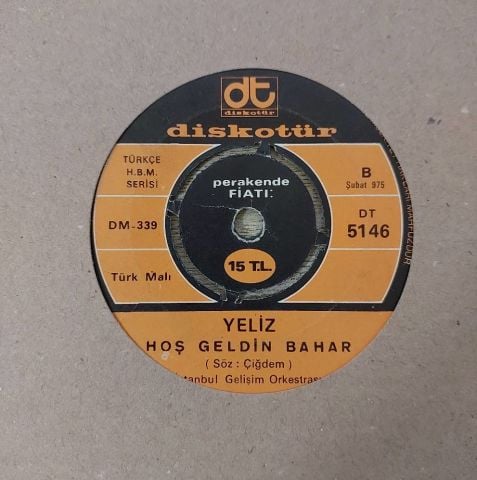 dt
diskotür
diskotür
TÜRKÇE
H.B.M.
SERİSİ
perakende
FİATI:
B
Şubat 975
DM-339
DT
5146
Türk Malı
15 T.L.
YELİZ
HOŞ GELDİN BAHAR
( Söz : Çiğdem )
Gelişim